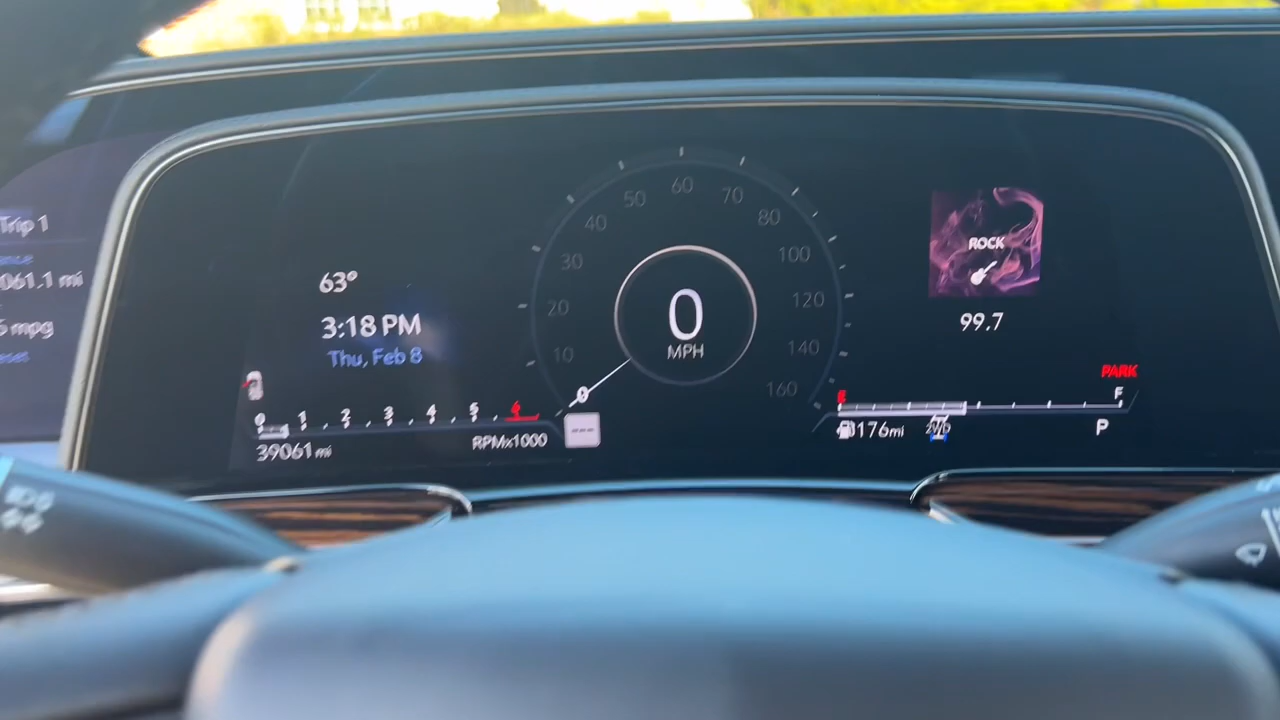 Trip 1
061.1 mi
mpg
63°
3:18 PM
Thu, Feb 8
0 1 2 3 4 5 6
RPMx1000
39061 mi
0 10 20 30 40 50 60 70 80 100 120 140 160
0
MPH
ROCK
99.7
PARK
E F
176mi
P